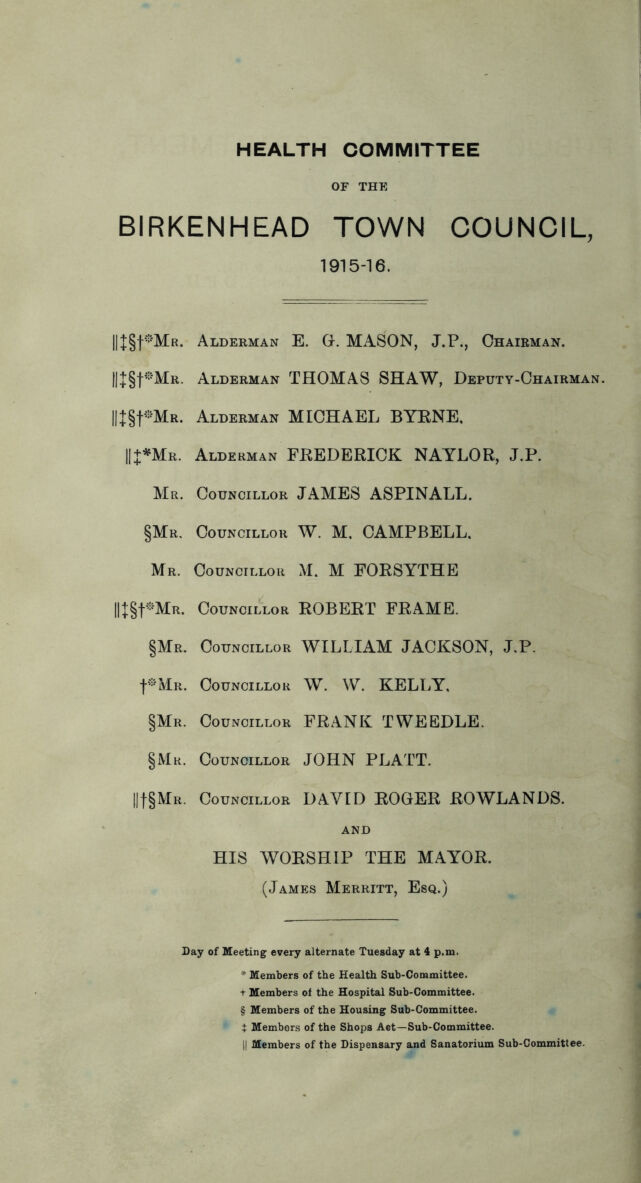 HEALTH COMMITTEE
OF THE
BIRKENHEAD TOWN COUNCIL,
1915-16.
||‡§†*Mr. Alderman E. G. MASON, J.P., Chairman.
||‡§†*Mr. Alderman THOMAS SHAW, Deputy-Chairman.
||‡§†*Mr. Alderman MICHAEL BYRNE.
||‡*Mr. Alderman FREDERICK NAYLOR, J.P.
Mr. Councillor JAMES ASPINALL.
§Mr. Councillor W. M. CAMPBELL.
Mr. Councillor M. M FORSYTHE
||‡§†*Mr. Councillor ROBERT FRAME.
§Mr. Councillor WILLIAM JACKSON, J.P.
†*Mr. Councillor W. W. KELLY.
§Mr. Councillor FRANK TWEEDLE.
§Mr. Councillor JOHN PLATT.
||†§Mr. Councillor DAVID ROGER ROWLANDS.
AND
HIS WORSHIP THE MAYOR.
(James Merritt, Esq.)
Day of Meeting every alternate Tuesday at 4 p.m.
* Members of the Health Sub-Committee.
† Members of the Hospital Sub-Committee.
§ Members of the Housing Sub-Committee.
‡ Members of the Shops Act—Sub-Committee.
|| Members of the Dispensary and Sanatorium Sub-Committee.